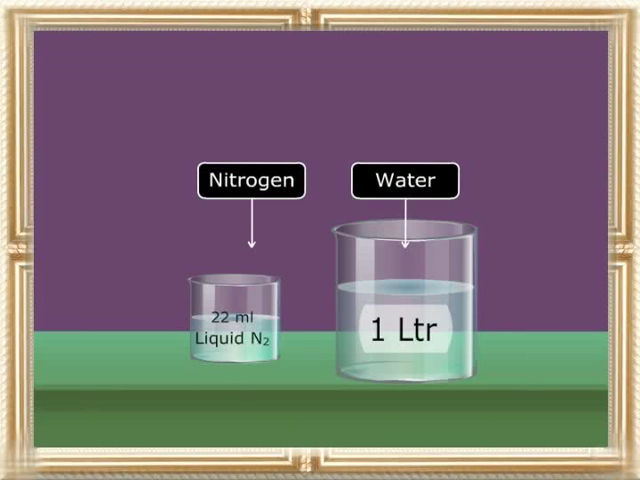 Nitrogen
Water
22 ml
Liquid N₂
1 Ltr